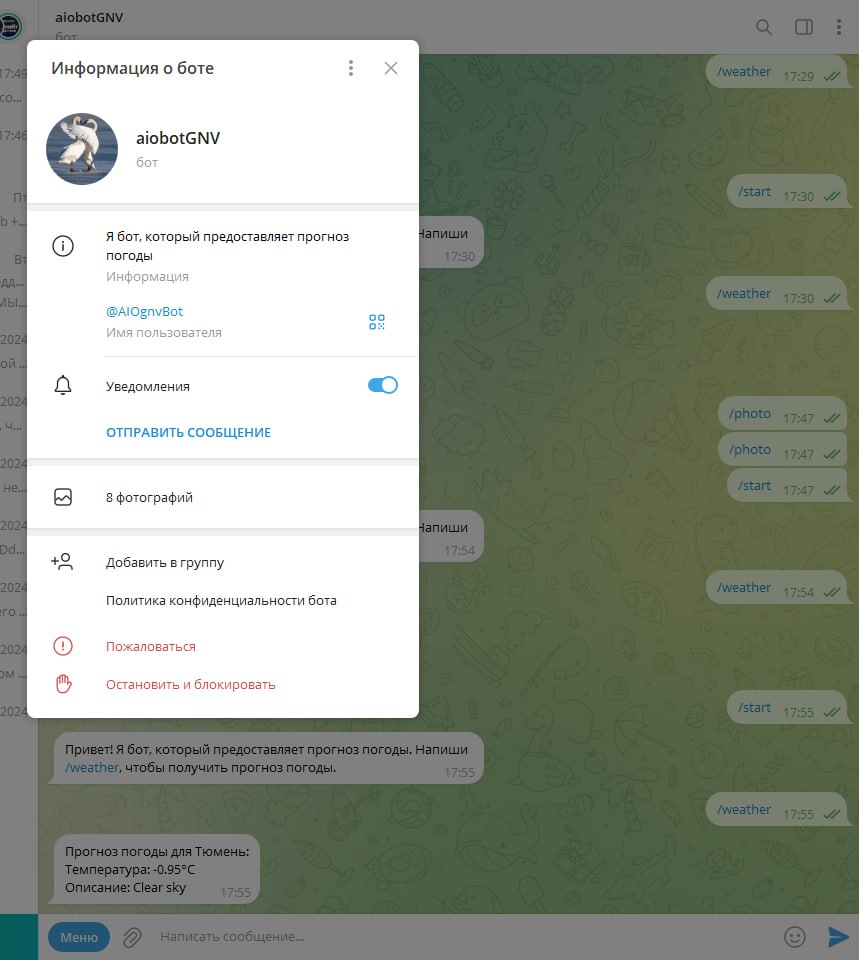 aiobotGNV
бот
Информация о боте
aiobotGNV
бот
Я бот, который предоставляет прогноз
погоды
Информация
@AIOgnvBot
Имя пользователя
Уведомления
ОТПРАВИТЬ СООБЩЕНИЕ
8 фотографий
Добавить в группу
Политика конфиденциальности бота
Пожаловаться
Остановить и блокировать
17:49
со...
17:46
Пт
b +...
Вт
дд...
МЫ...
2024
ой ...
2024
, ч...
2024
не...
2024
Dd...
2024
его ...
2024
ом ...
2024
/weather 17:29
/start 17:30
Напиши
17:30
/weather 17:30
/photo 17:47
/photo 17:47
/start 17:47
Напиши
17:54
/weather 17:54
/start 17:55
Привет! Я бот, который предоставляет прогноз погоды. Напиши
/weather, чтобы получить прогноз погоды. 17:55
/weather 17:55
Прогноз погоды для Тюмень:
Температура: -0.95°C
Описание: Clear sky 17:55
Меню
Написать сообщение...